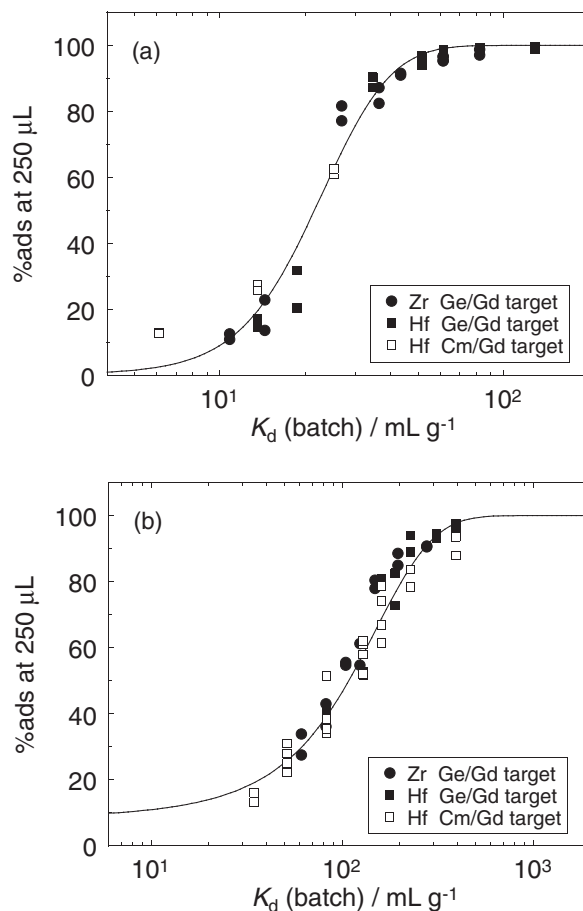 (a)
100
80
60
40
20
0
%ads at 250 μL
Zr Ge/Gd target
Hf Ge/Gd target
Hf Cm/Gd target
10¹ 10²
Kd (batch) / mL g⁻¹
(b)
100
80
60
40
20
0
%ads at 250 μL
Zr Ge/Gd target
Hf Ge/Gd target
Hf Cm/Gd target
10¹ 10² 10³
Kd (batch) / mL g⁻¹